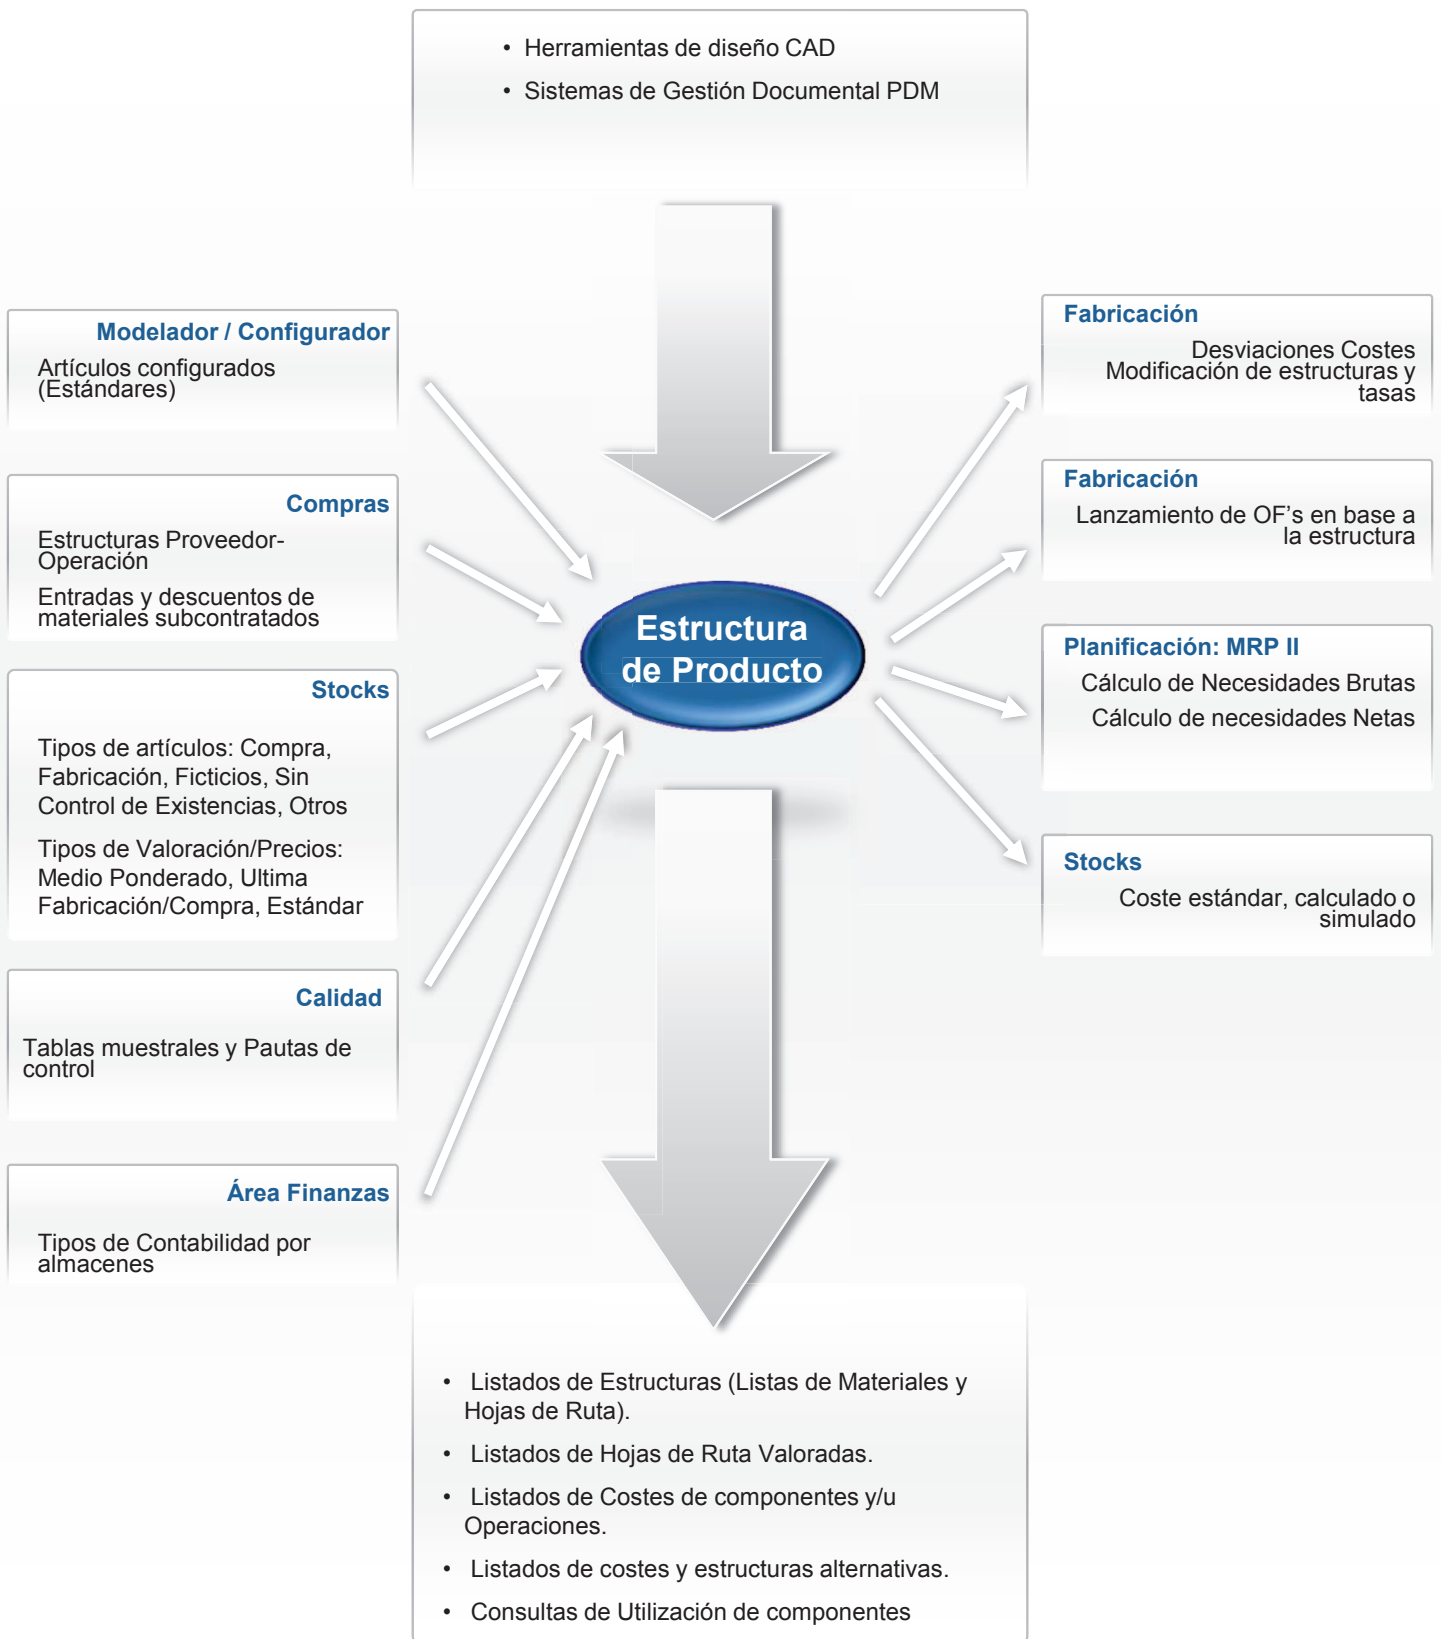 • Herramientas de diseño CAD
• Sistemas de Gestión Documental PDM
Modelador / Configurador
Artículos configurados
(Estándares)
Compras
Estructuras Proveedor-
Operación
Entradas y descuentos de
materiales subcontratados
Stocks
Tipos de artículos: Compra,
Fabricación, Ficticios, Sin
Control de Existencias, Otros
Tipos de Valoración/Precios:
Medio Ponderado, Ultima
Fabricación/Compra, Estándar
Calidad
Tablas muestrales y Pautas de
control
Área Finanzas
Tipos de Contabilidad por
almacenes
Estructura
de Producto
Fabricación
Desviaciones Costes
Modificación de estructuras y
tasas
Fabricación
Lanzamiento de OF's en base a
la estructura
Planificación: MRP II
Cálculo de Necesidades Brutas
Cálculo de necesidades Netas
Stocks
Coste estándar, calculado o
simulado
• Listados de Estructuras (Listas de Materiales y
Hojas de Ruta).
• Listados de Hojas de Ruta Valoradas.
• Listados de Costes de componentes y/u
Operaciones.
• Listados de costes y estructuras alternativas.
• Consultas de Utilización de componentes